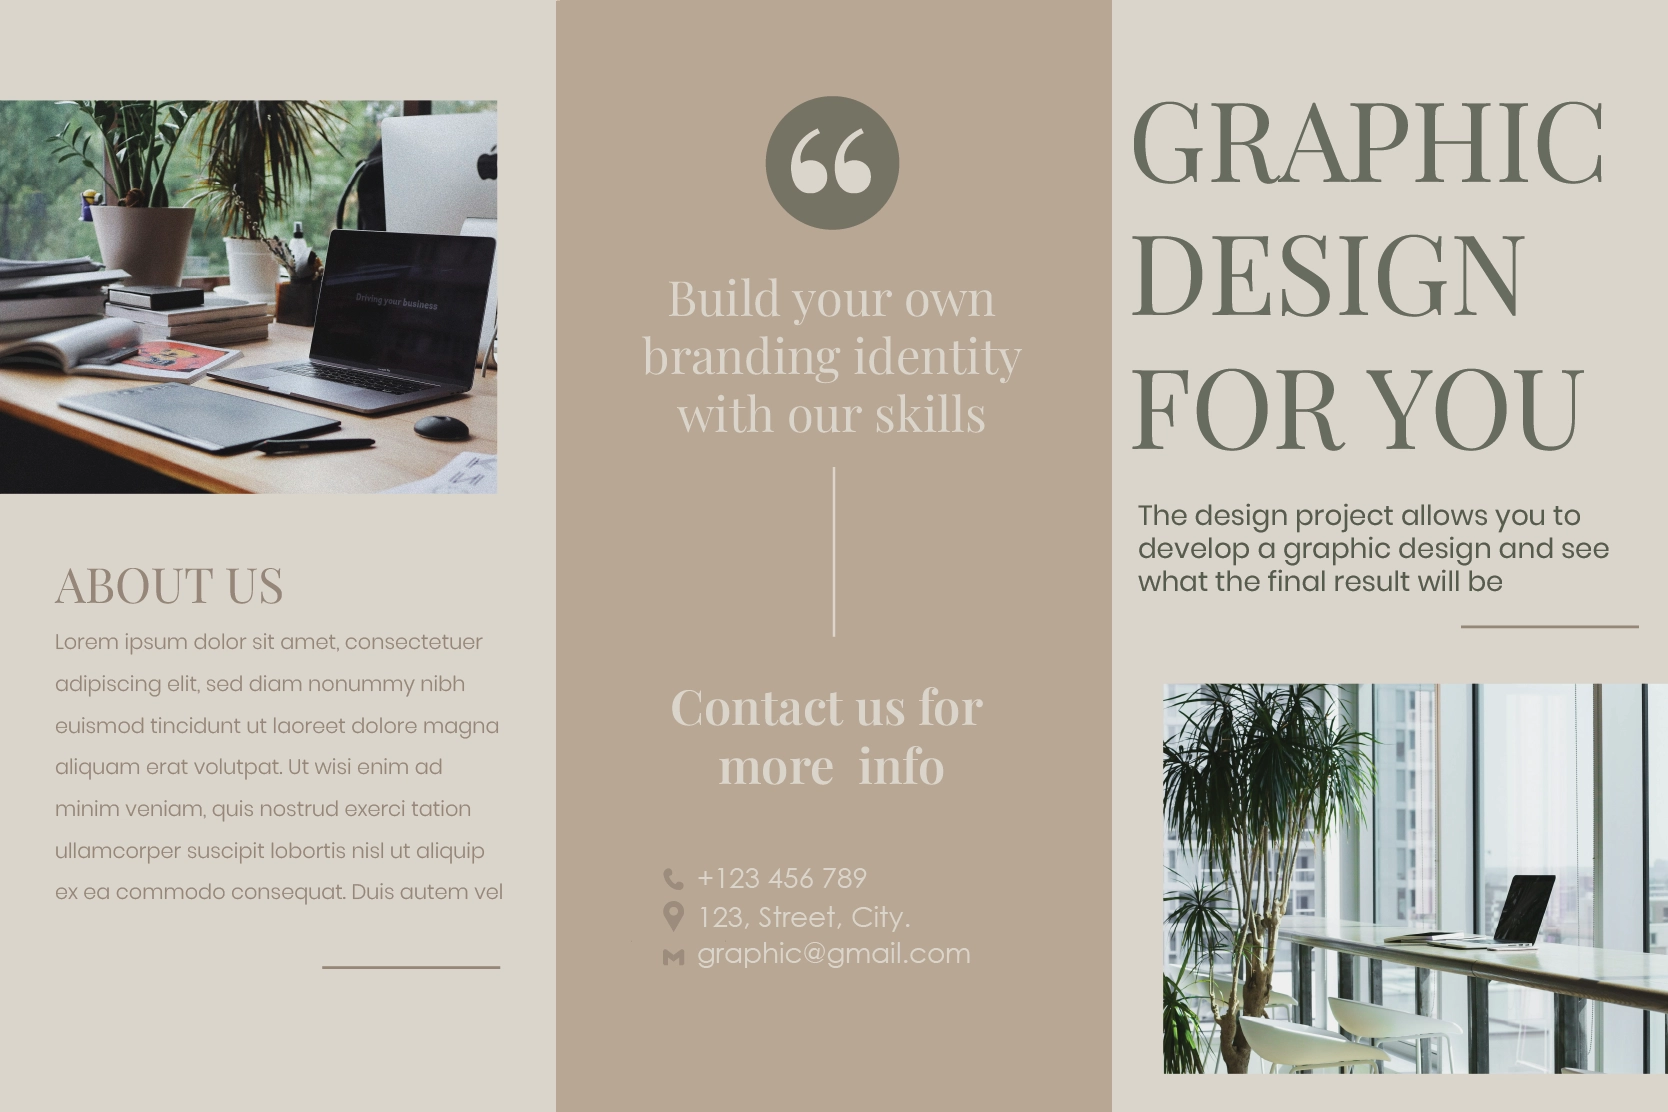 Driving your business
ABOUT US
Lorem ipsum dolor sit amet, consectetuer
adipiscing elit, sed diam nonummy nibh
euismod tincidunt ut laoreet dolore magna
aliquam erat volutpat. Ut wisi enim ad
minim veniam, quis nostrud exerci tation
ullamcorper suscipit lobortis nisl ut aliquip
ex ea commodo consequat. Duis autem vel
“
Build your own
branding identity
with our skills
Contact us for
more  info
+123 456 789
123, Street, City.
graphic@gmail.com
GRAPHIC
DESIGN
FOR YOU
The design project allows you to
develop a graphic design and see
what the final result will be